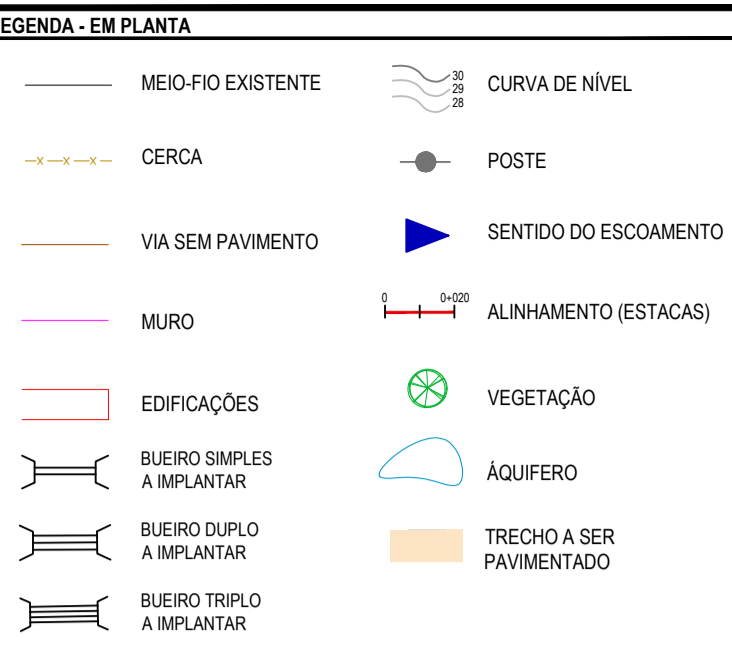 EGENDA - EM PLANTA
MEIO-FIO EXISTENTE
x x x
CERCA
VIA SEM PAVIMENTO
MURO
EDIFICAÇÕES
BUEIRO SIMPLES
A IMPLANTAR
BUEIRO DUPLO
A IMPLANTAR
BUEIRO TRIPLO
A IMPLANTAR
30
29
28
CURVA DE NÍVEL
POSTE
SENTIDO DO ESCOAMENTO
0 0+020
ALINHAMENTO (ESTACAS)
VEGETAÇÃO
ÁQUIFERO
TRECHO A SER
PAVIMENTADO